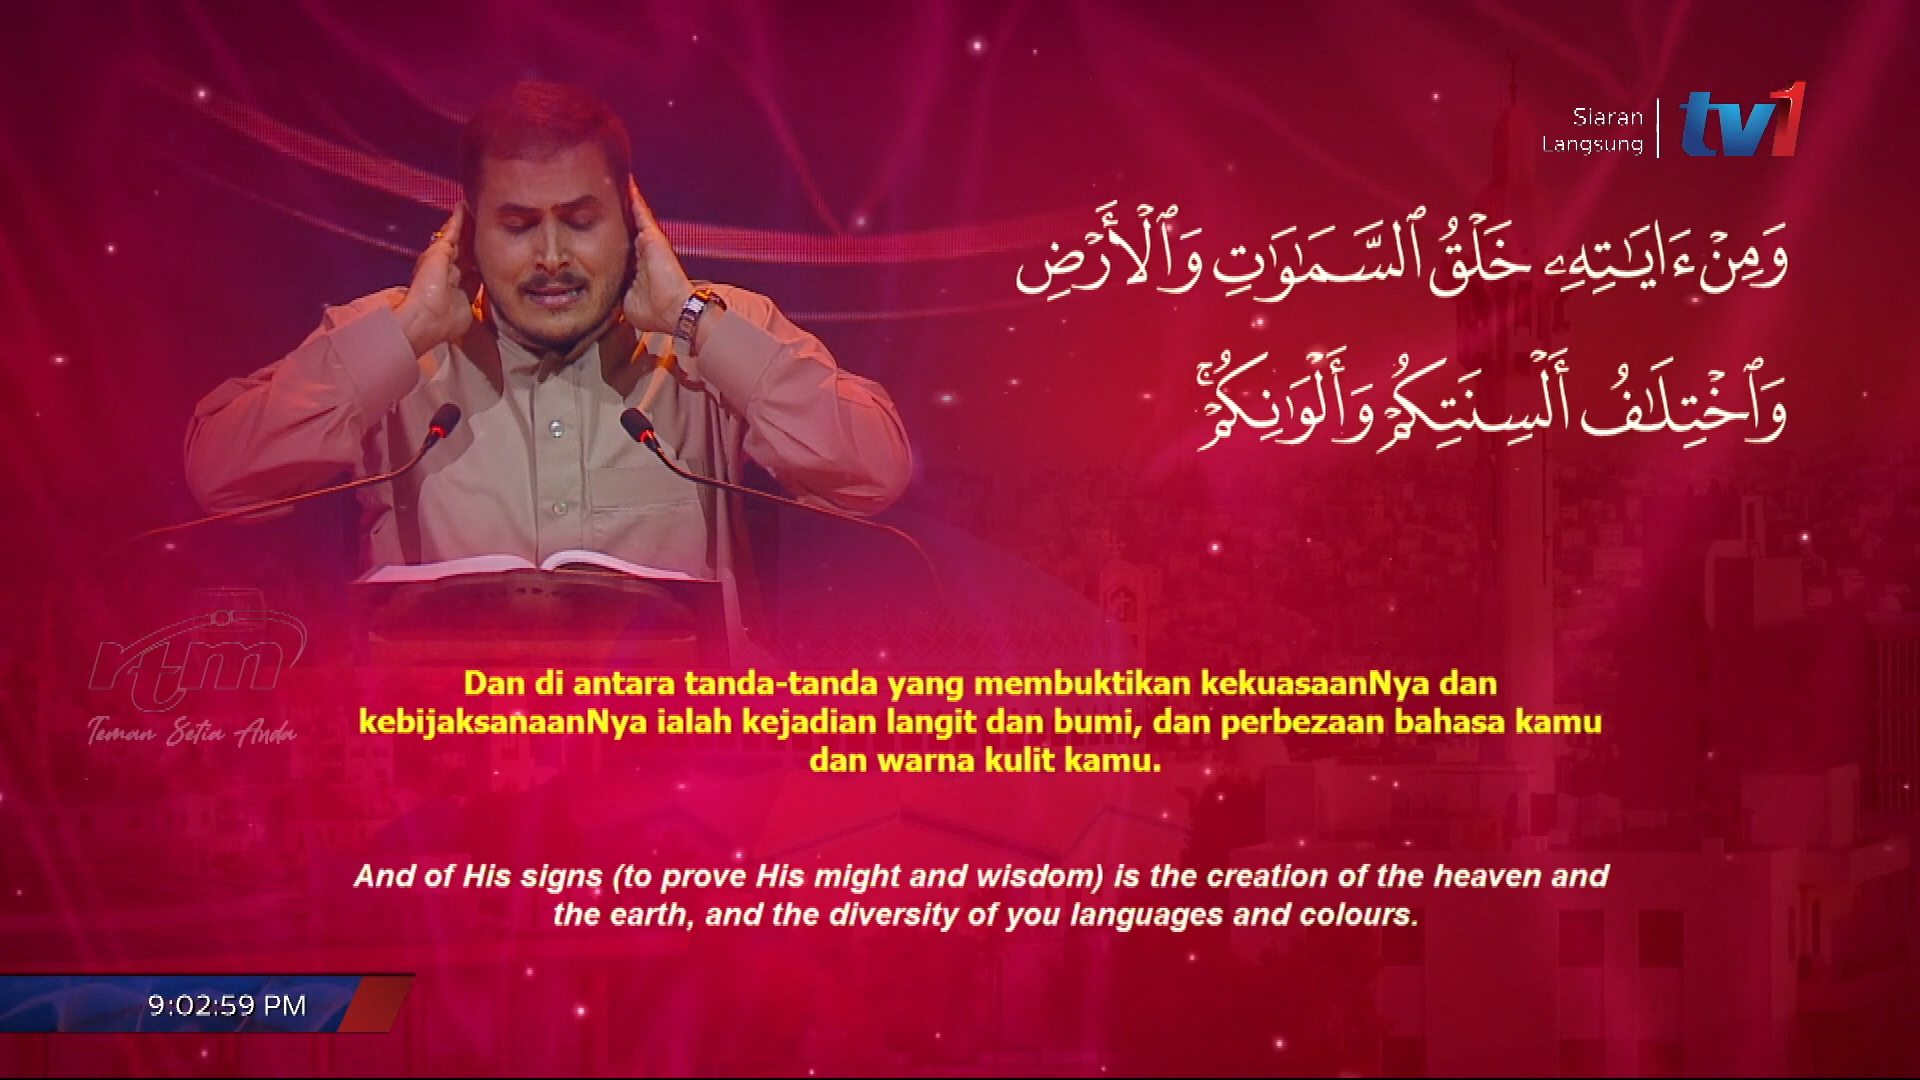 Siaran
Langsung
tv1
وَمِنْ ءَايَـٰتِهِۦ خَلْقُ ٱلسَّمَـٰوَٰتِ وَٱلْأَرْضِ
وَٱخْتِلَـٰفُ أَلْسِنَتِكُمْ وَأَلْوَٰنِكُمْ ۚ
rtm
Teman Setia Anda
Dan di antara tanda-tanda yang membuktikan kekuasaanNya dan
kebijaksanaanNya ialah kejadian langit dan bumi, dan perbezaan bahasa kamu
dan warna kulit kamu.
And of His signs (to prove His might and wisdom) is the creation of the heaven and
the earth, and the diversity of you languages and colours.
9:02:59 PM